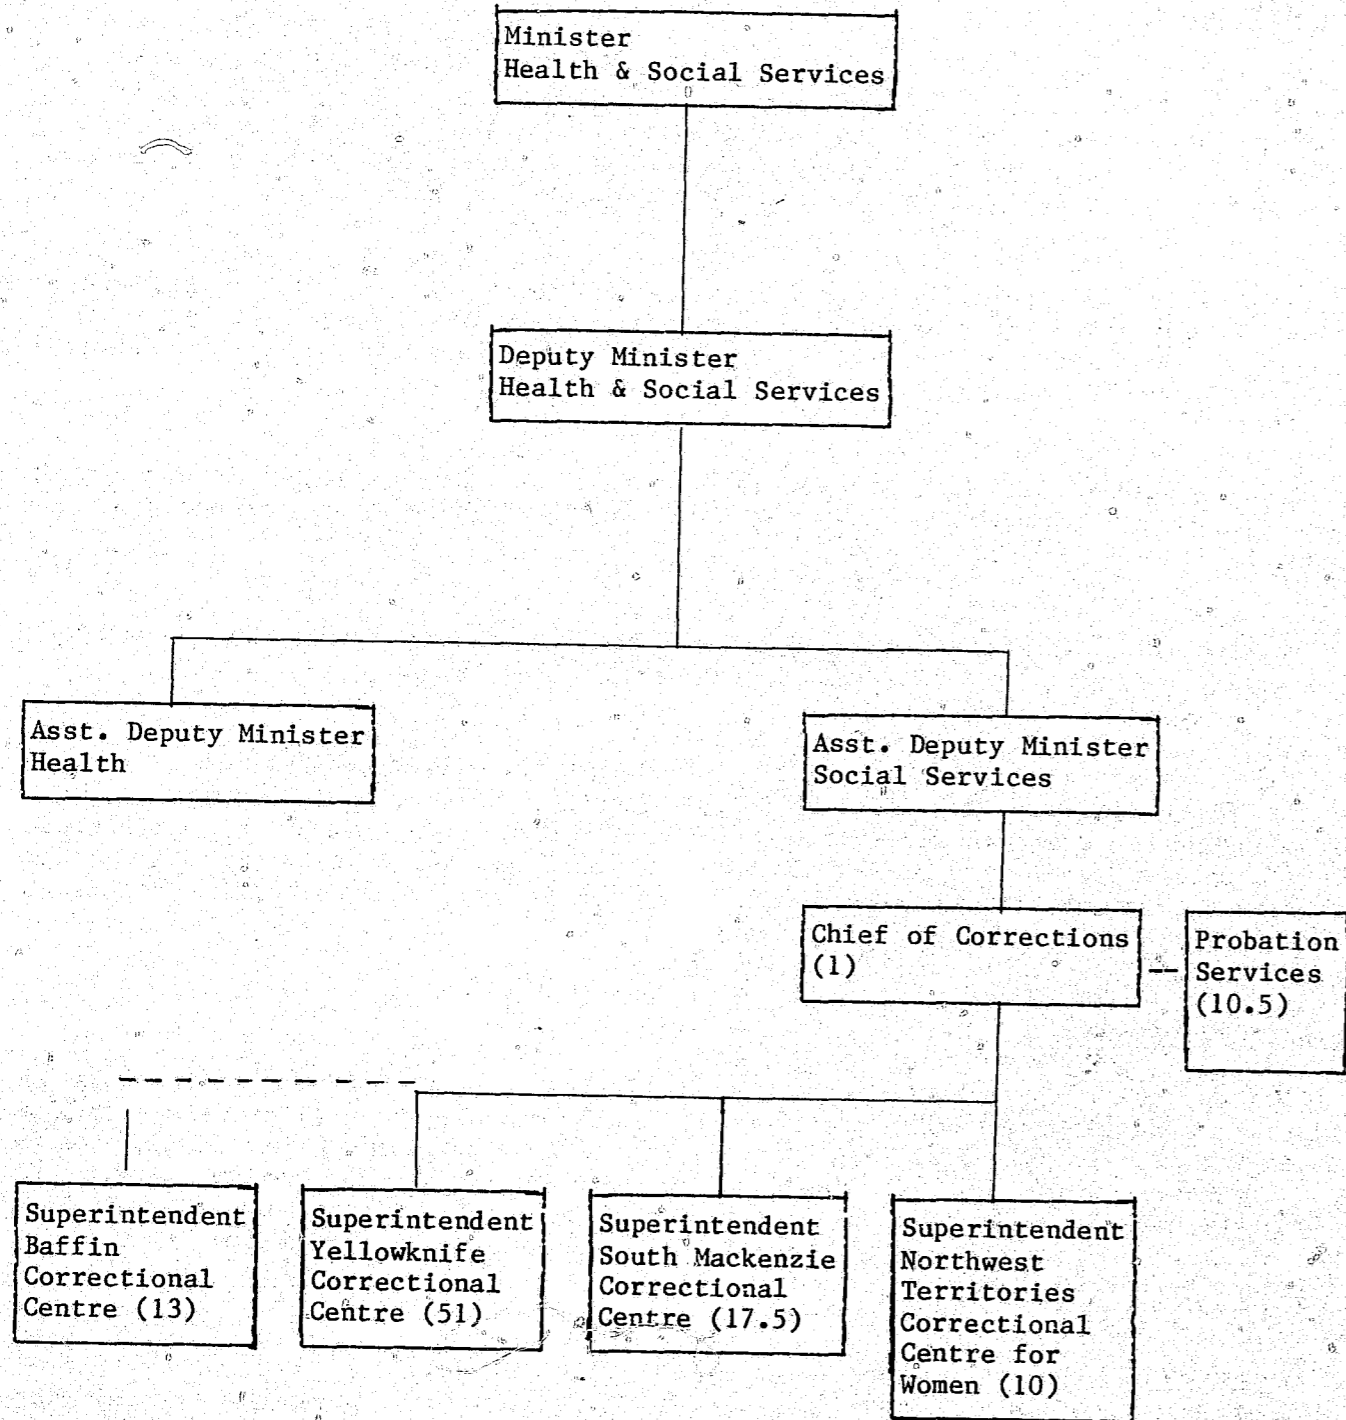 Minister
Health & Social Services
Deputy Minister
Health & Social Services
Asst. Deputy Minister
Health
Asst. Deputy Minister
Social Services
Chief of Corrections
(1)
Probation
Services
(10.5)
Superintendent
Baffin
Correctional
Centre (13)
Superintendent
Yellowknife
Correctional
Centre (51)
Superintendent
South Mackenzie
Correctional
Centre (17.5)
Superintendent
Northwest
Territories
Correctional
Centre for
Women (10)